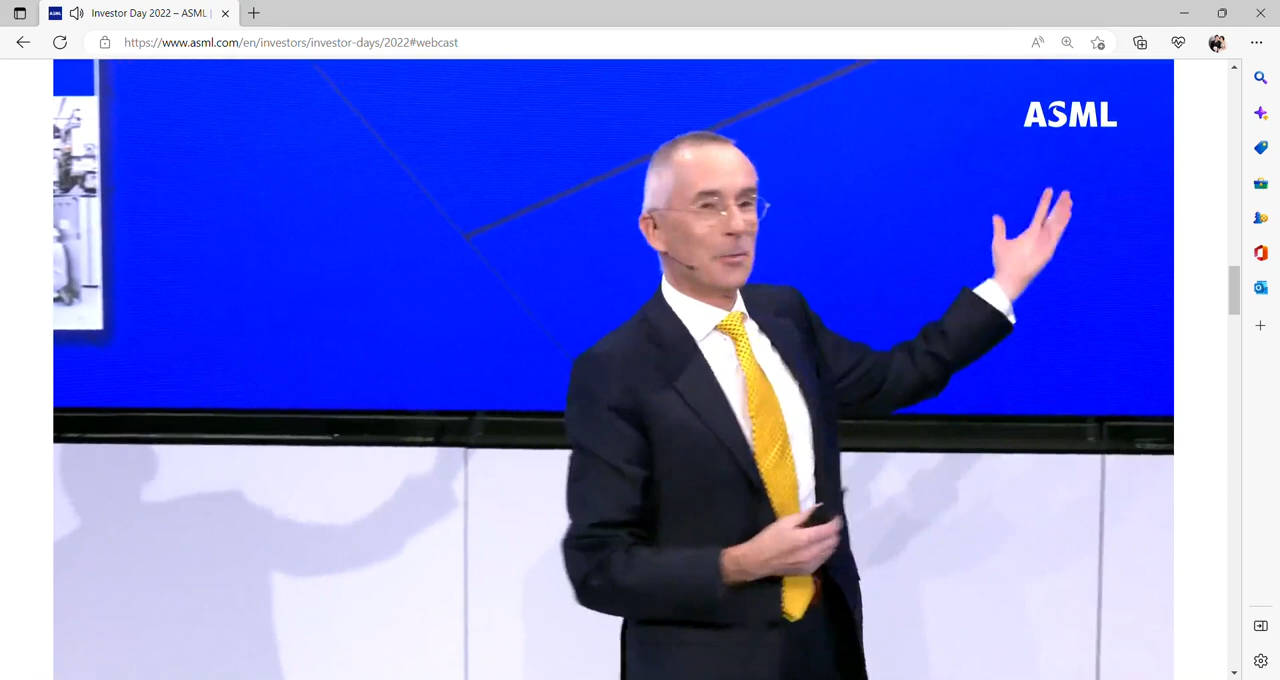 Investor Day 2022 – ASML |
https://www.asml.com/en/investors/investor-days/2022#webcast
ASML